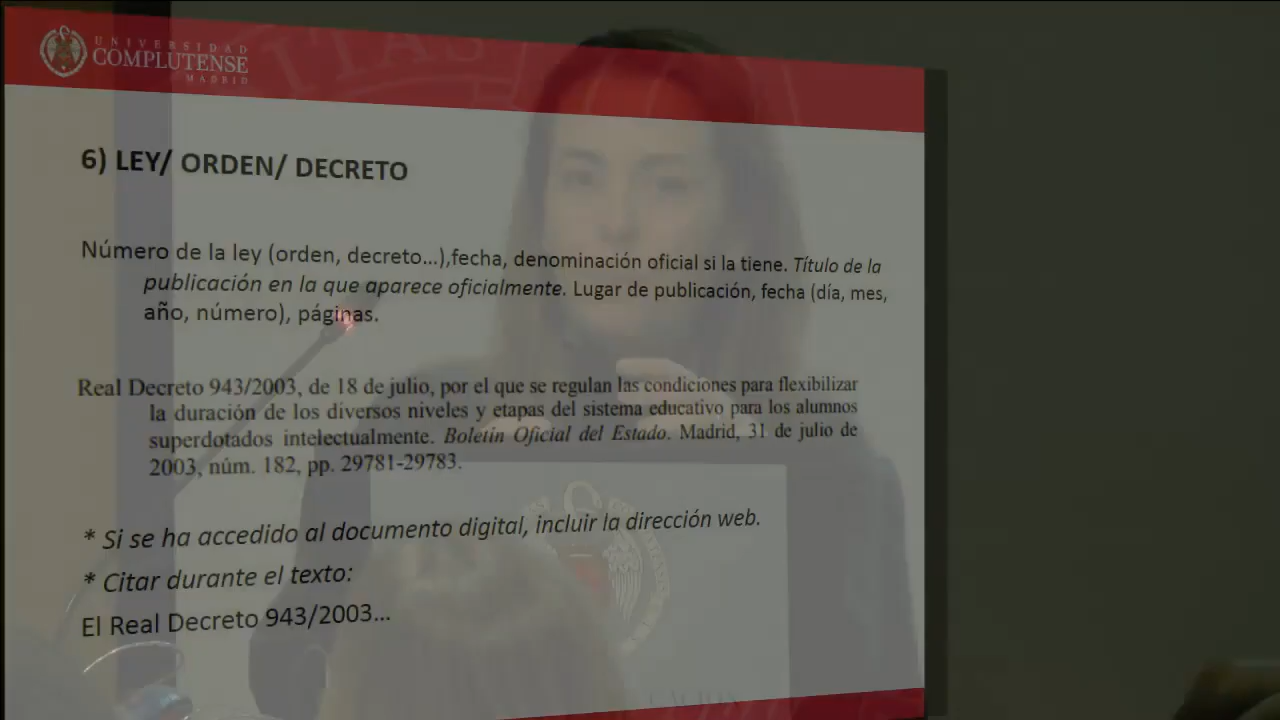 UNIVERSIDAD
COMPLUTENSE
MADRID
ITAS
6) LEY/ ORDEN/ DECRETO
Número de la ley (orden, decreto...),fecha, denominación oficial si la tiene. Título de la
publicación en la que aparece oficialmente. Lugar de publicación, fecha (día, mes,
año, número), páginas.
Real Decreto 943/2003, de 18 de julio, por el que se regulan las condiciones para flexibilizar
la duración de los diversos niveles y etapas del sistema educativo para los alumnos
superdotados intelectualmente. Boletín Oficial del Estado. Madrid, 31 de julio de
2003, núm. 182, pp. 29781-29783.
* Si se ha accedido al documento digital, incluir la dirección web.
* Citar durante el texto:
El Real Decreto 943/2003...